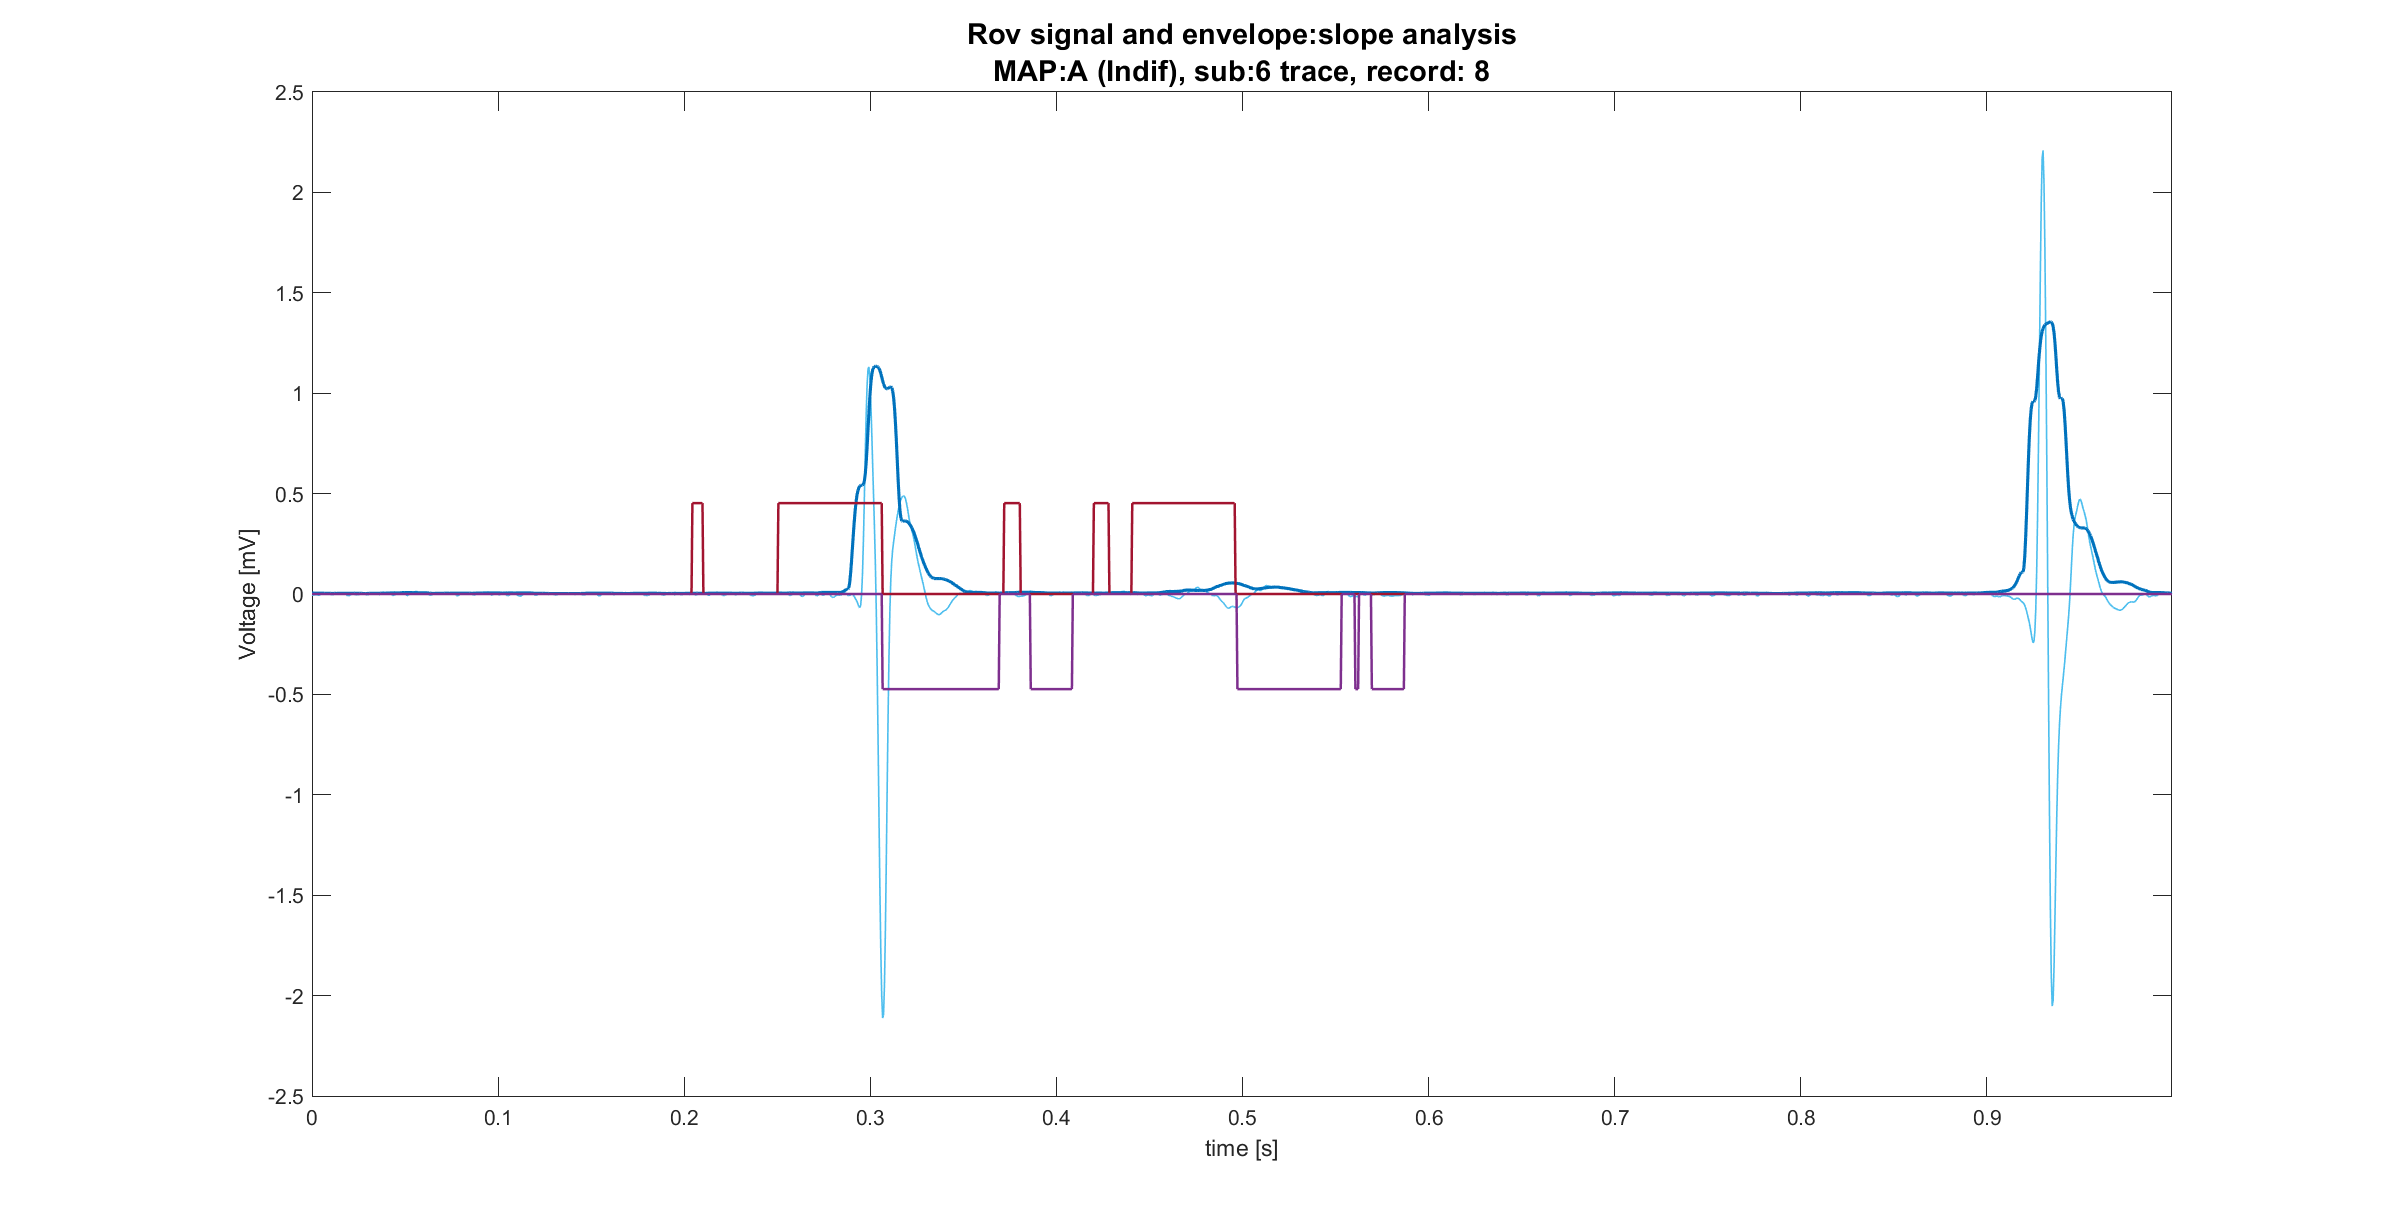 Rov signal and envelope:slope analysis
MAP:A (Indif), sub:6 trace, record: 8
2.5
2
1.5
1
0.5
0
-0.5
-1
-1.5
-2
-2.5
Voltage [mV]
0 0.1 0.2 0.3 0.4 0.5 0.6 0.7 0.8 0.9
time [s]